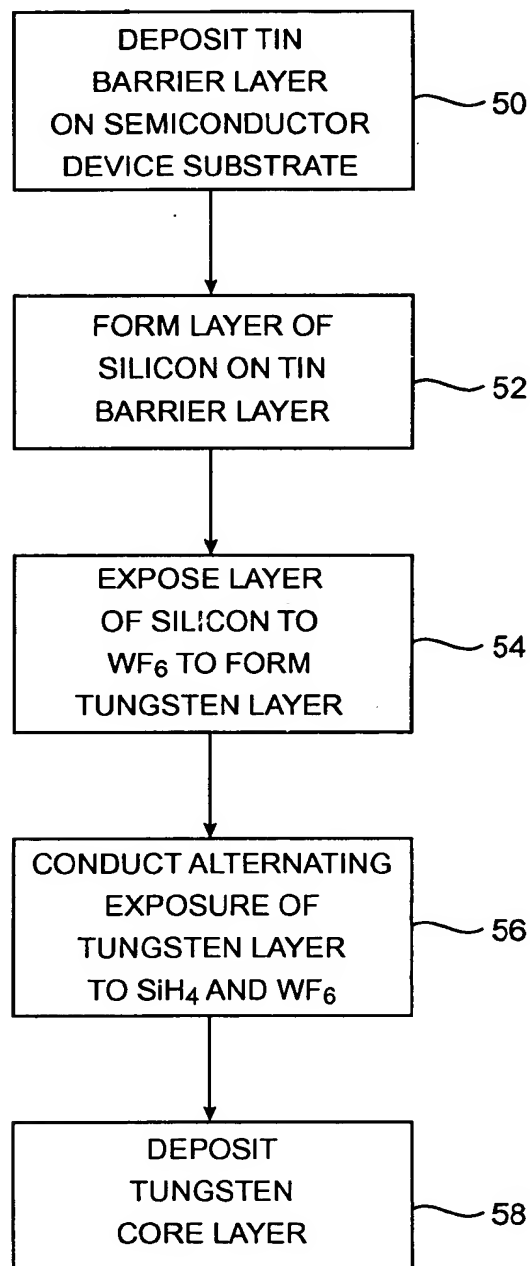 DEPOSIT TIN
BARRIER LAYER
ON SEMICONDUCTOR
DEVICE SUBSTRATE
50
FORM LAYER OF
SILICON ON TIN
BARRIER LAYER
52
EXPOSE LAYER
OF SILICON TO
WF₆ TO FORM
TUNGSTEN LAYER
54
CONDUCT ALTERNATING
EXPOSURE OF
TUNGSTEN LAYER
TO SiH₄ AND WF₆
56
DEPOSIT
TUNGSTEN
CORE LAYER
58